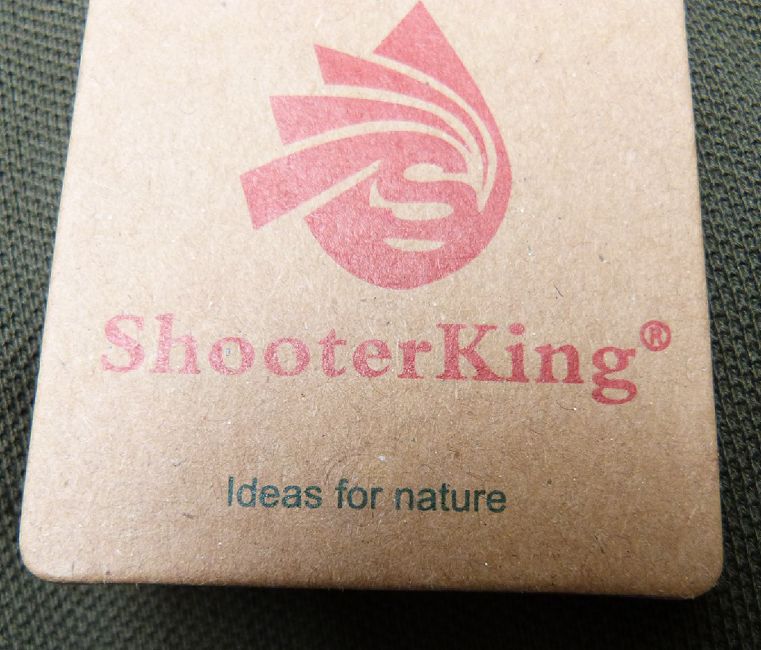 S
ShooterKing®
Ideas for nature